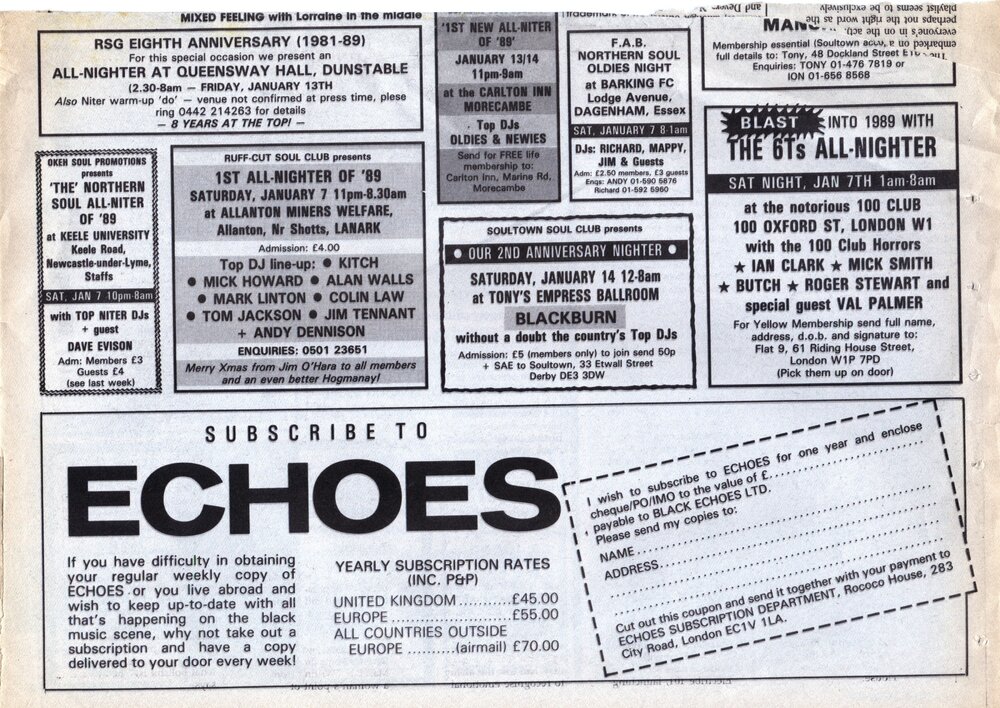 MIXED FEELING with Lorraine in the middle
RSG EIGHTH ANNIVERSARY (1981-89)
For this special occasion we present an
ALL-NIGHTER AT QUEENSWAY HALL, DUNSTABLE
(2.30-8am — FRIDAY, JANUARY 13TH
Also Niter warm-up 'do' — venue not confirmed at press time, plese
ring 0442 214263 for details
— 8 YEARS AT THE TOP! —
'1ST NEW ALL-NITER
OF '89'
JANUARY 13/14
11pm-9am
at the CARLTON INN
MORECAMBE
Top DJs
OLDIES & NEWIES
Send for FREE life
membership to:
Carlton Inn, Marine Rd,
Morecambe
F.A.B.
NORTHERN SOUL
OLDIES NIGHT
at BARKING FC
Lodge Avenue,
DAGENHAM, Essex
SAT, JANUARY 7 8-1am
DJs: RICHARD, MAPPY,
JIM & Guests
Adm: £2.50 members, £3 guests
Enqs: ANDY 01-590 5876
Richard 01-592 5960
playlist seems to be exclusively
perhaps not the right word as the
everyone's in on the act,
embarked on a
Membership essential (Soultown
full details to: Tony, 48 Dockland Street
Enquiries: TONY 01-476 7819 or
ION 01-656 8568
OKEH SOUL PROMOTIONS
presents
'THE' NORTHERN
SOUL ALL-NITER
OF '89
at KEELE UNIVERSITY
Keele Road,
Newcastle-under-Lyme,
Staffs
SAT, JAN 7 10pm-8am
with TOP NITER DJs
+ guest
DAVE EVISON
Adm: Members £3
Guests £4
(see last week)
RUFF-CUT SOUL CLUB presents
1ST ALL-NIGHTER OF '89
SATURDAY, JANUARY 7 11pm-8.30am
at ALLANTON MINERS WELFARE,
Allanton, Nr Shotts, LANARK
Admission: £4.00
Top DJ line-up: ● KITCH
● MICK HOWARD ● ALAN WALLS
● MARK LINTON ● COLIN LAW
● TOM JACKSON ● JIM TENNANT
+ ANDY DENNISON
ENQUIRIES: 0501 23651
Merry Xmas from Jim O'Hara to all members
and an even better Hogmanay!
SOULTOWN SOUL CLUB presents
● OUR 2ND ANNIVERSARY NIGHTER ●
SATURDAY, JANUARY 14 12-8am
at TONY'S EMPRESS BALLROOM
BLACKBURN
without a doubt the country's Top DJs
Admission: £5 (members only) to join send 50p
+ SAE to Soultown, 33 Etwall Street
Derby DE3 3DW
BLAST INTO 1989 WITH
THE 6Ts ALL-NIGHTER
SAT NIGHT, JAN 7TH 1am-8am
at the notorious 100 CLUB
100 OXFORD ST, LONDON W1
with the 100 Club Horrors
★ IAN CLARK ★ MICK SMITH
★ BUTCH ★ ROGER STEWART and
special guest VAL PALMER
For Yellow Membership send full name,
address, d.o.b. and signature to:
Flat 9, 61 Riding House Street,
London W1P 7PD
(Pick them up on door)
SUBSCRIBE TO
ECHOES
If you have difficulty in obtaining
your regular weekly copy of
ECHOES or you live abroad and
wish to keep up-to-date with all
that's happening on the black
music scene, why not take out a
subscription and have a copy
delivered to your door every week!
YEARLY SUBSCRIPTION RATES
(INC. P&P)
UNITED KINGDOM ..........£45.00
EUROPE ......................£55.00
ALL COUNTRIES OUTSIDE
EUROPE ..........(airmail) £70.00
I wish to subscribe to ECHOES for one year and enclose
cheque/PO/IMO to the value of £..............................
payable to BLACK ECHOES LTD.
Please send my copies to:
NAME..............................
ADDRESS..............................
Cut out this coupon and send it together with your payment to
ECHOES SUBSCRIPTION DEPARTMENT, Rococo House, 283
City Road, London EC1V 1LA.